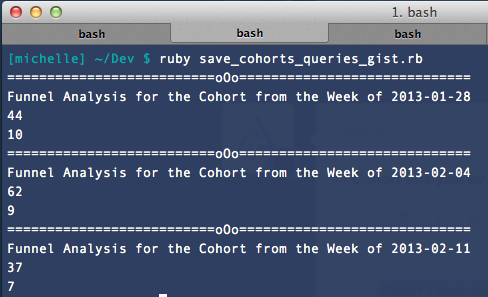 1. bash
bash bash bash
[michelle] ~/Dev $ ruby save_cohorts_queries_gist.rb
==========================oOo=============================
Funnel Analysis for the Cohort from the Week of 2013-01-28
44
10
==========================oOo=============================
Funnel Analysis for the Cohort from the Week of 2013-02-04
62
9
==========================oOo=============================
Funnel Analysis for the Cohort from the Week of 2013-02-11
37
7